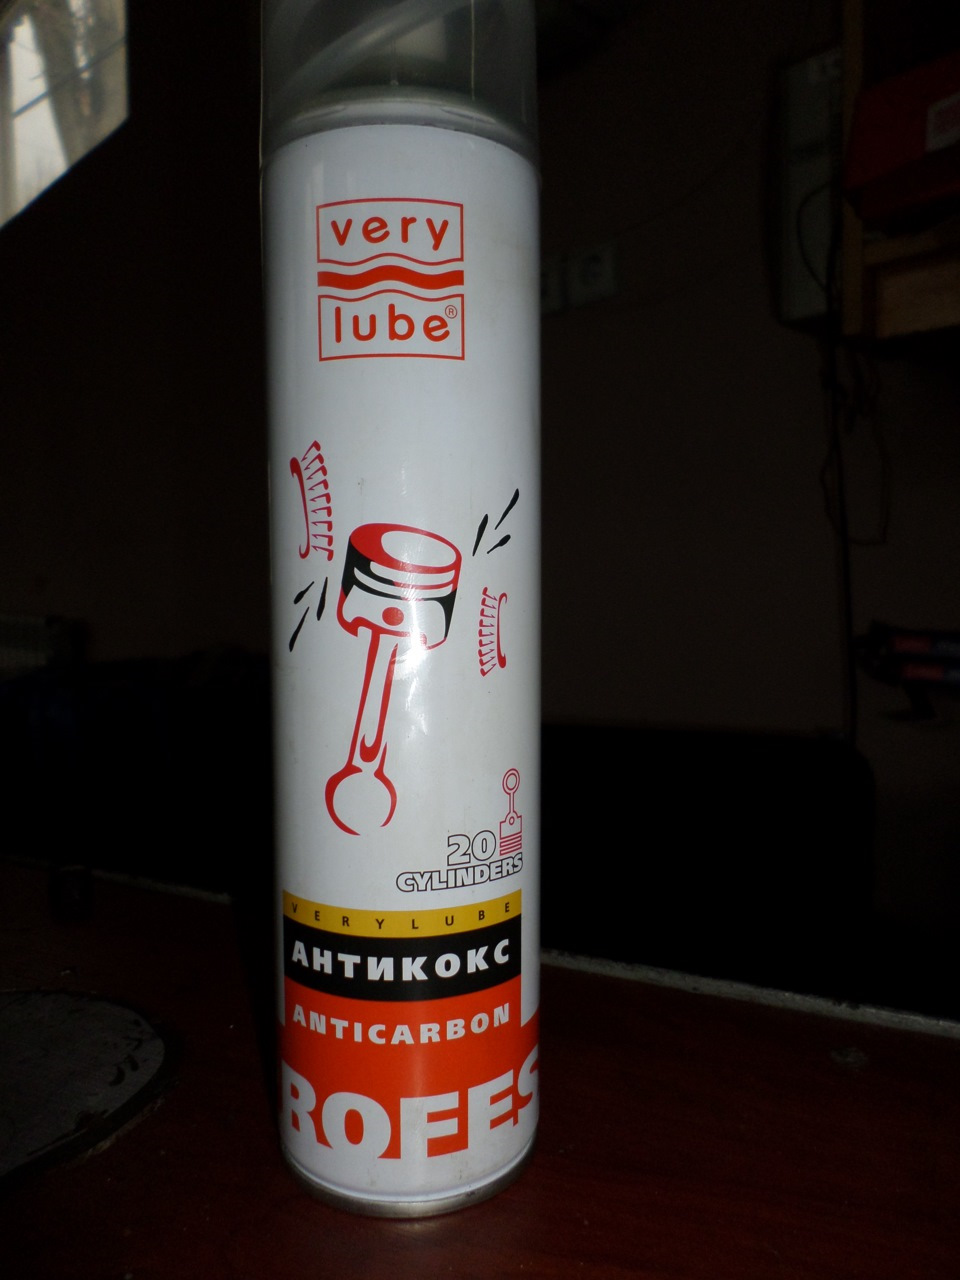 very
lube®
20
CYLINDERS
VERYLUBE
АНТИКОКС
ANTICARBON
ROFES